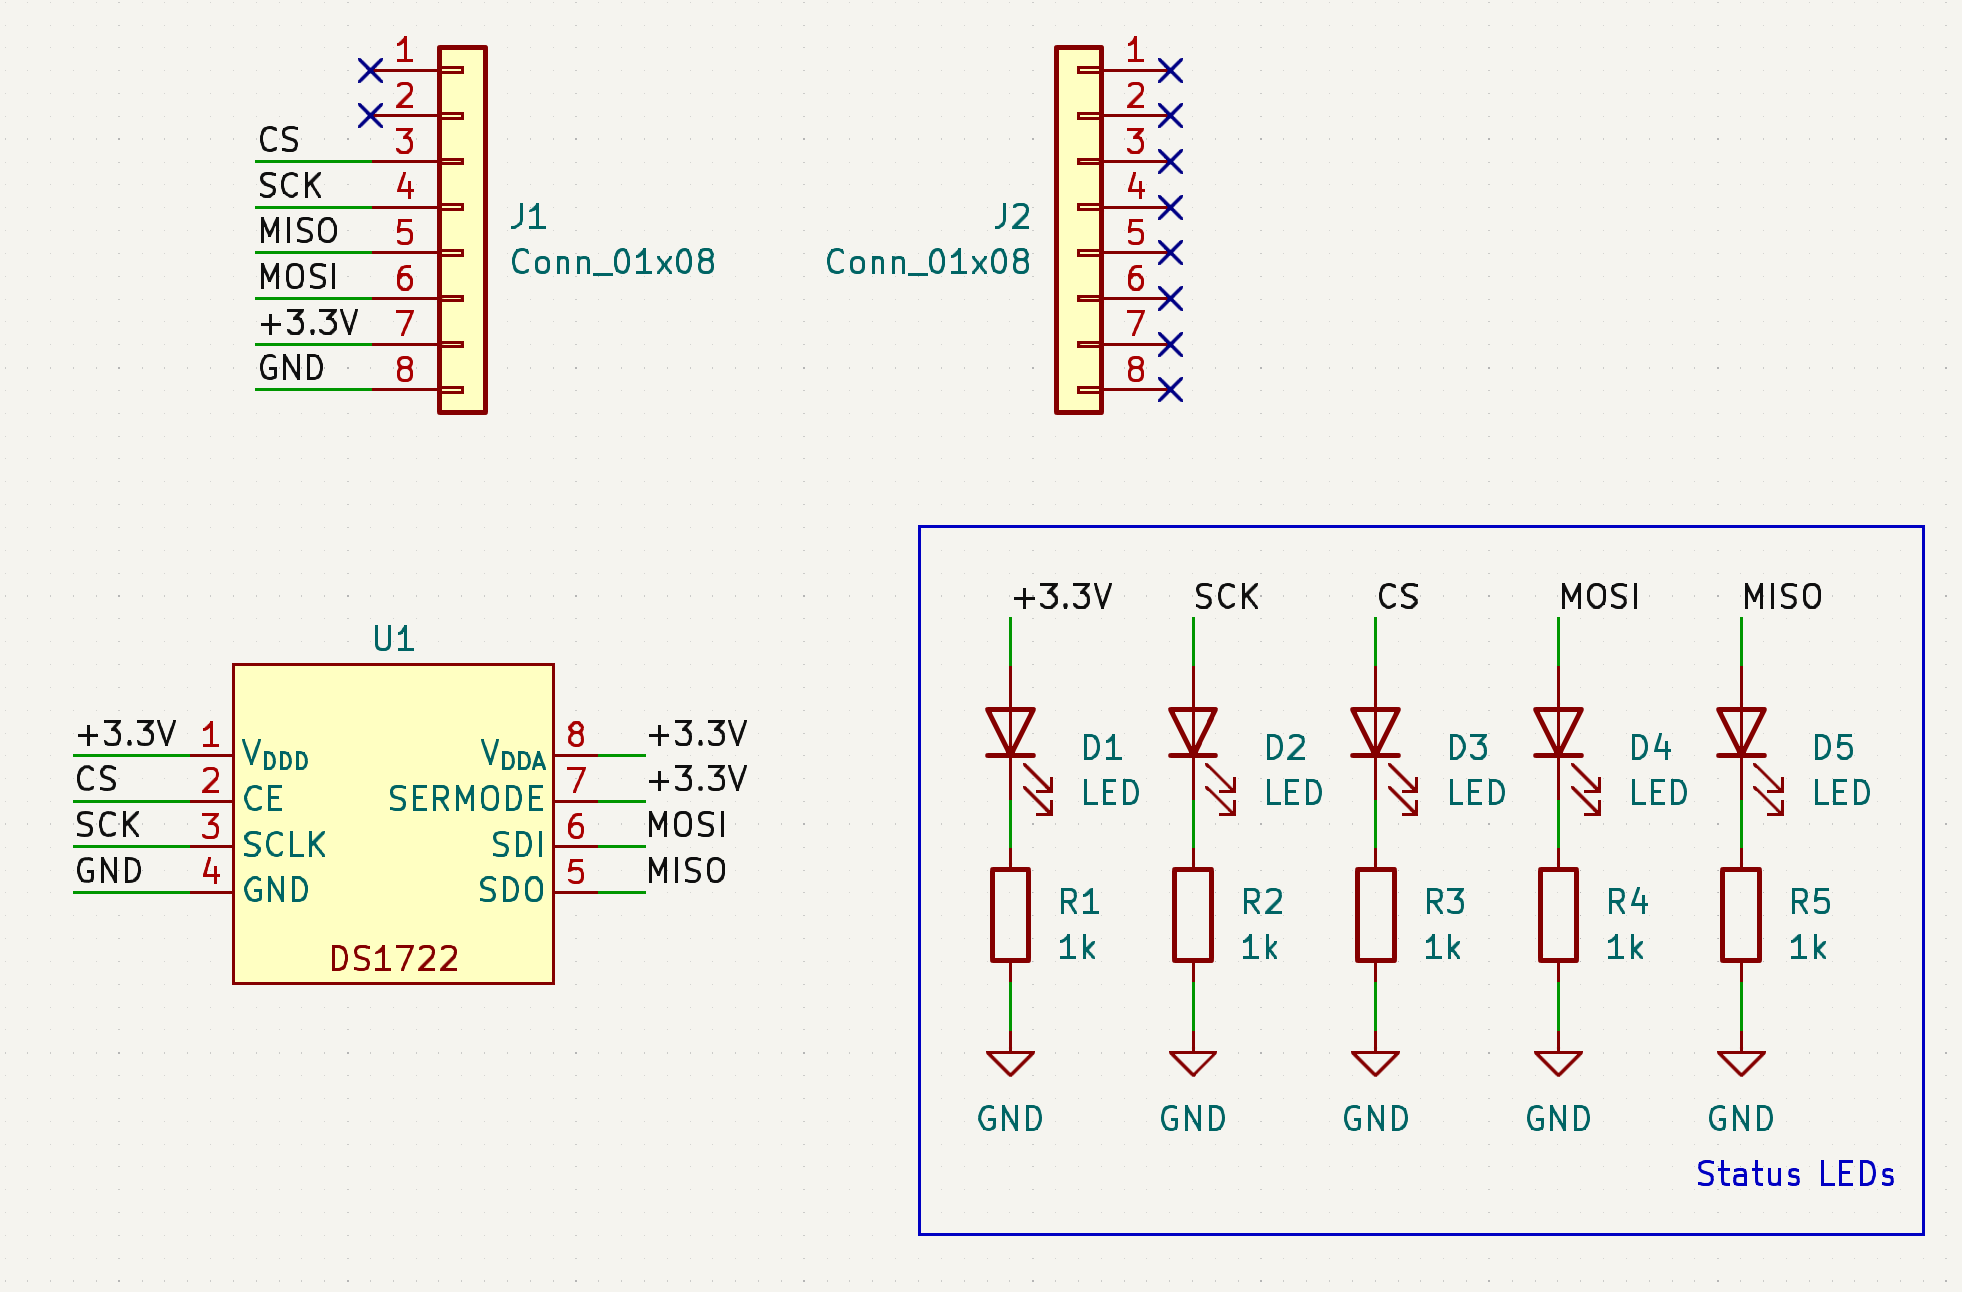 1
2
CS 3
SCK 4
MISO 5
MOSI 6
+3.3V 7
GND 8
J1
Conn_01x08
1
2
3
4
5
6
7
8
J2
Conn_01x08
U1
+3.3V 1 VDDD
CS 2 CE
SCK 3 SCLK
GND 4 GND
VDDA 8 +3.3V
SERMODE 7 +3.3V
SDI 6 MOSI
SDO 5 MISO
DS1722
+3.3V SCK CS MOSI MISO
D1 D2 D3 D4 D5
LED LED LED LED LED
R1 R2 R3 R4 R5
1k 1k 1k 1k 1k
GND GND GND GND GND
Status LEDs